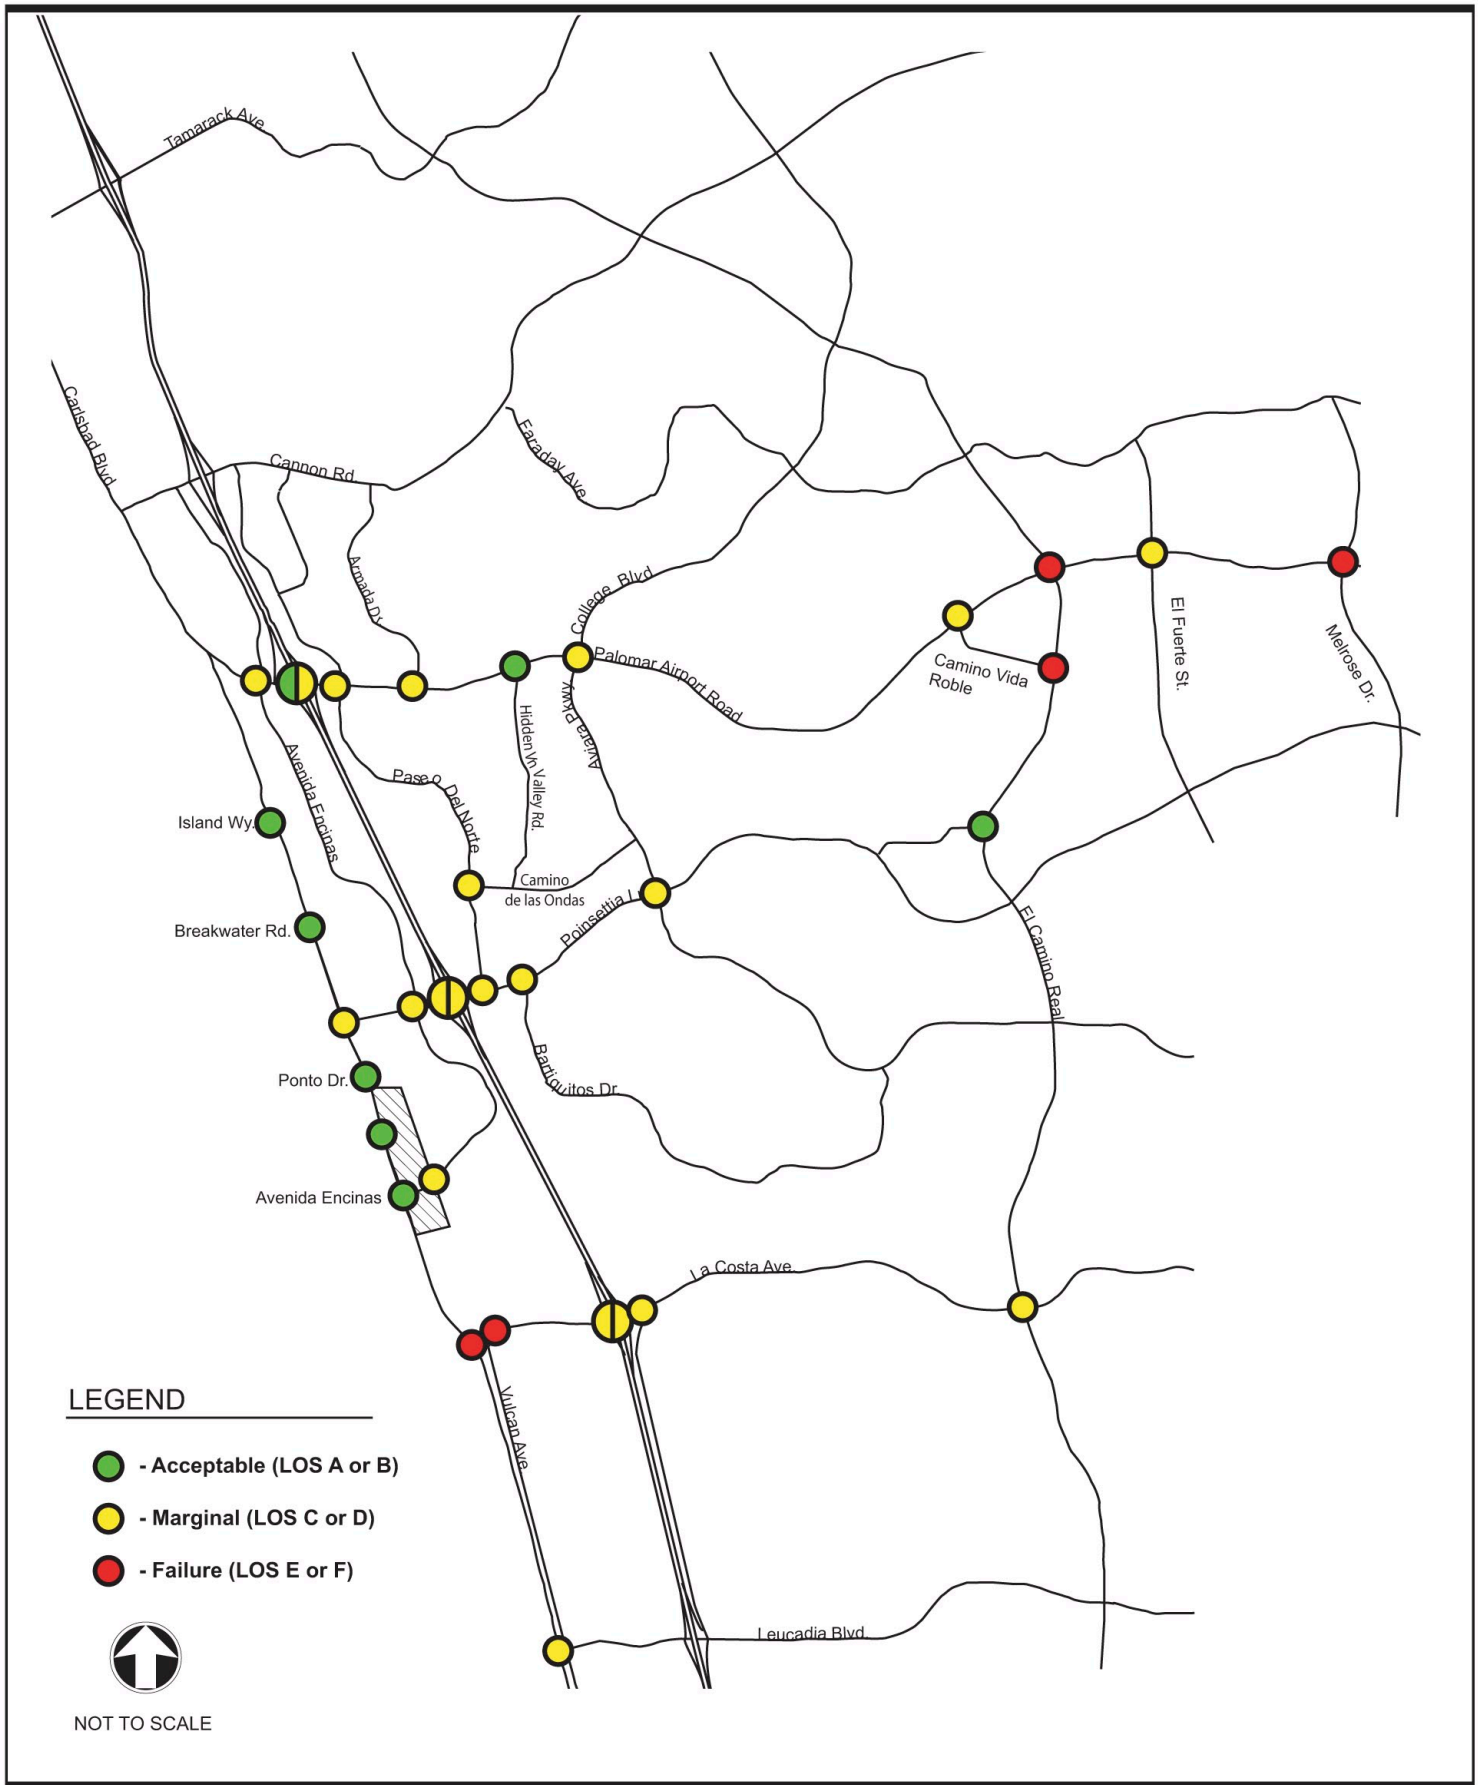 Tamarack Ave.
Carlsbad Blvd
Cannon Rd.
Faraday Ave.
Armada Dr.
College Blvd
Palomar Airport Road
Camino Vida
Roble
El Fuerte St.
Melrose Dr.
Aviara Pkwy
Hidden Vn Valley Rd.
Avenida Encinas
Paseo Del Norte
Island Wy.
Camino
de las Ondas
Poinsettia L
Breakwater Rd.
El Camino Real
Ponto Dr.
Bartiquitos Dr.
Avenida Encinas
La Costa Ave.
LEGEND
Vulcan Ave.
- Acceptable (LOS A or B)
- Marginal (LOS C or D)
- Failure (LOS E or F)
Leucadia Blvd.
NOT TO SCALE